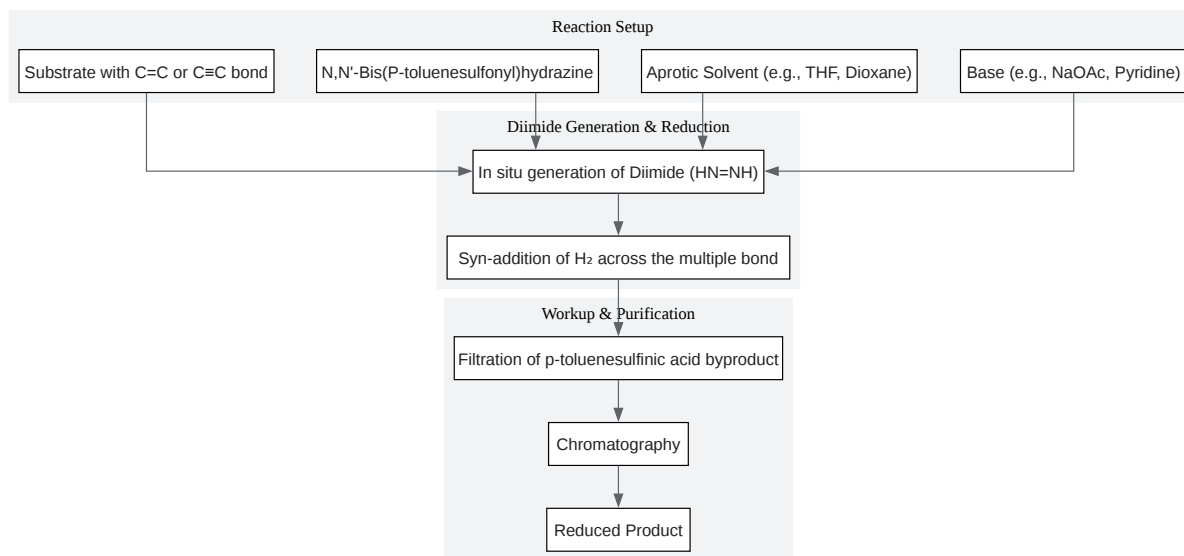 Reaction Setup
Substrate with C=C or C≡C bond
N,N'-Bis(P-toluenesulfonyl)hydrazine
Aprotic Solvent (e.g., THF, Dioxane)
Base (e.g., NaOAc, Pyridine)
Diimide Generation & Reduction
In situ generation of Diimide (HN=NH)
Syn-addition of H₂ across the multiple bond
Workup & Purification
Filtration of p-toluenesulfinic acid byproduct
Chromatography
Reduced Product